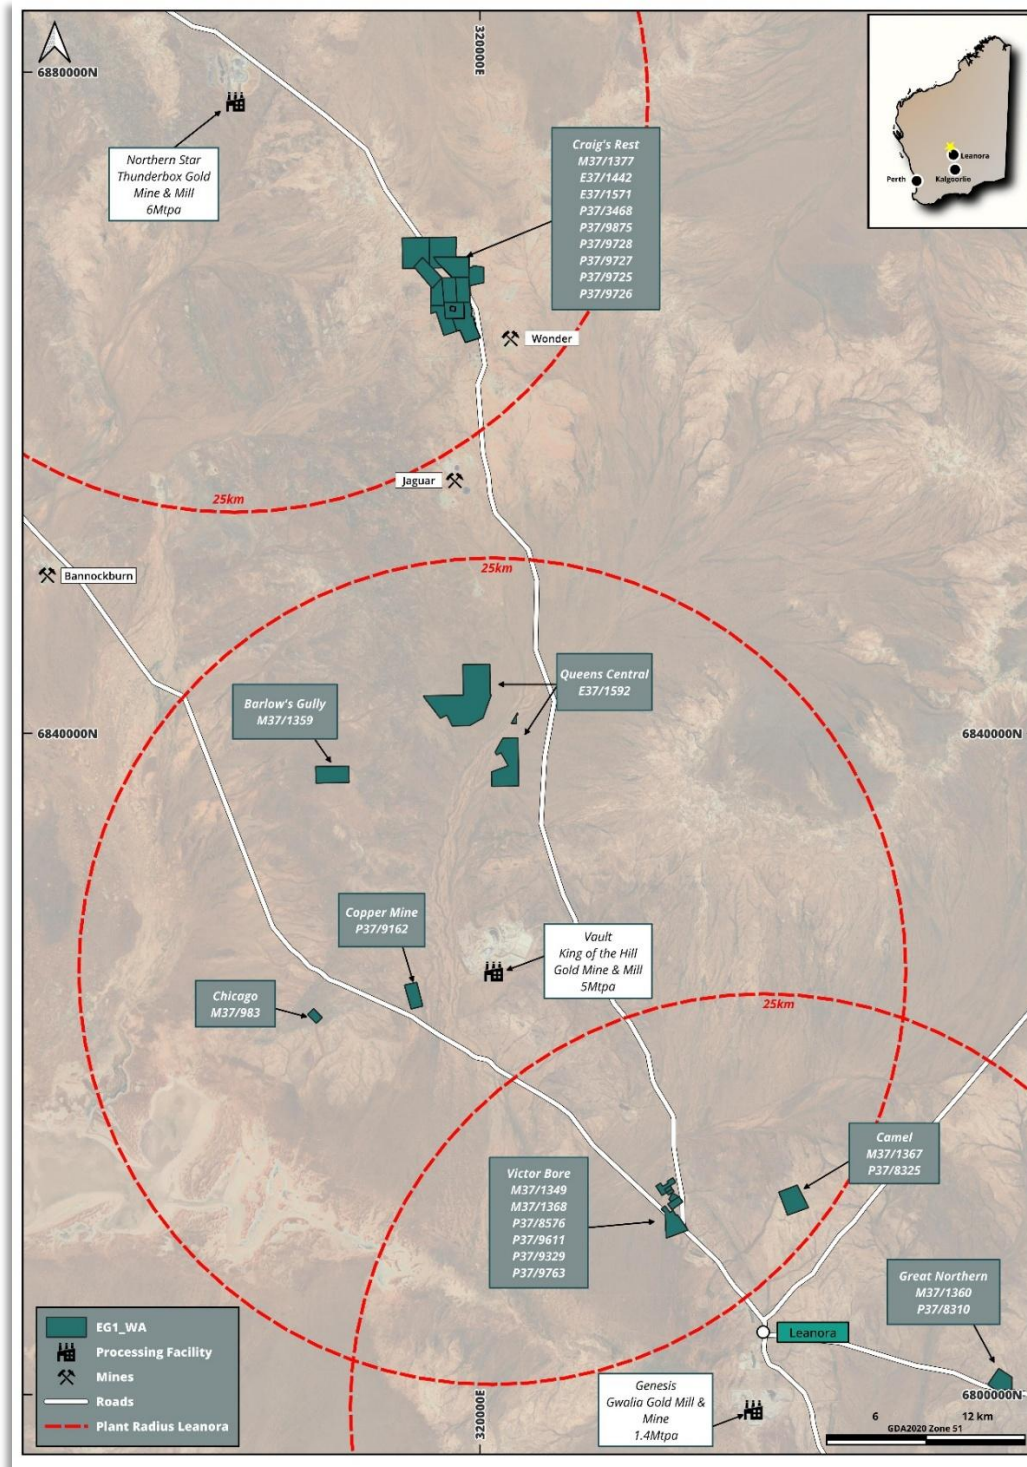 6880000N
320000E
Northern Star
Thunderbox Gold
Mine & Mill
6Mtpa
Craig's Rest
M37/1377
E37/1442
E37/1571
P37/3468
P37/9875
P37/9728
P37/9727
P37/9725
P37/9726
Leanora
Perth
Kalgoorlie
Wonder
Jaguar
25km
Bannockburn
25km
Queens Central
E37/1592
Barlow's Gully
M37/1359
6840000N
6840000N
Copper Mine
P37/9162
Vault
King of the Hill
Gold Mine & Mill
5Mtpa
Chicago
M37/983
25km
Camel
M37/1367
P37/8325
Victor Bore
M37/1349
M37/1368
P37/8576
P37/9611
P37/9329
P37/9763
Great Northern
M37/1360
P37/8310
EG1_WA
Processing Facility
Mines
Roads
Plant Radius Leanora
Leanora
Genesis
Gwalia Gold Mill &
Mine
1.4Mtpa
320000E
6800000N
6 12 km
GDA2020 Zone 51